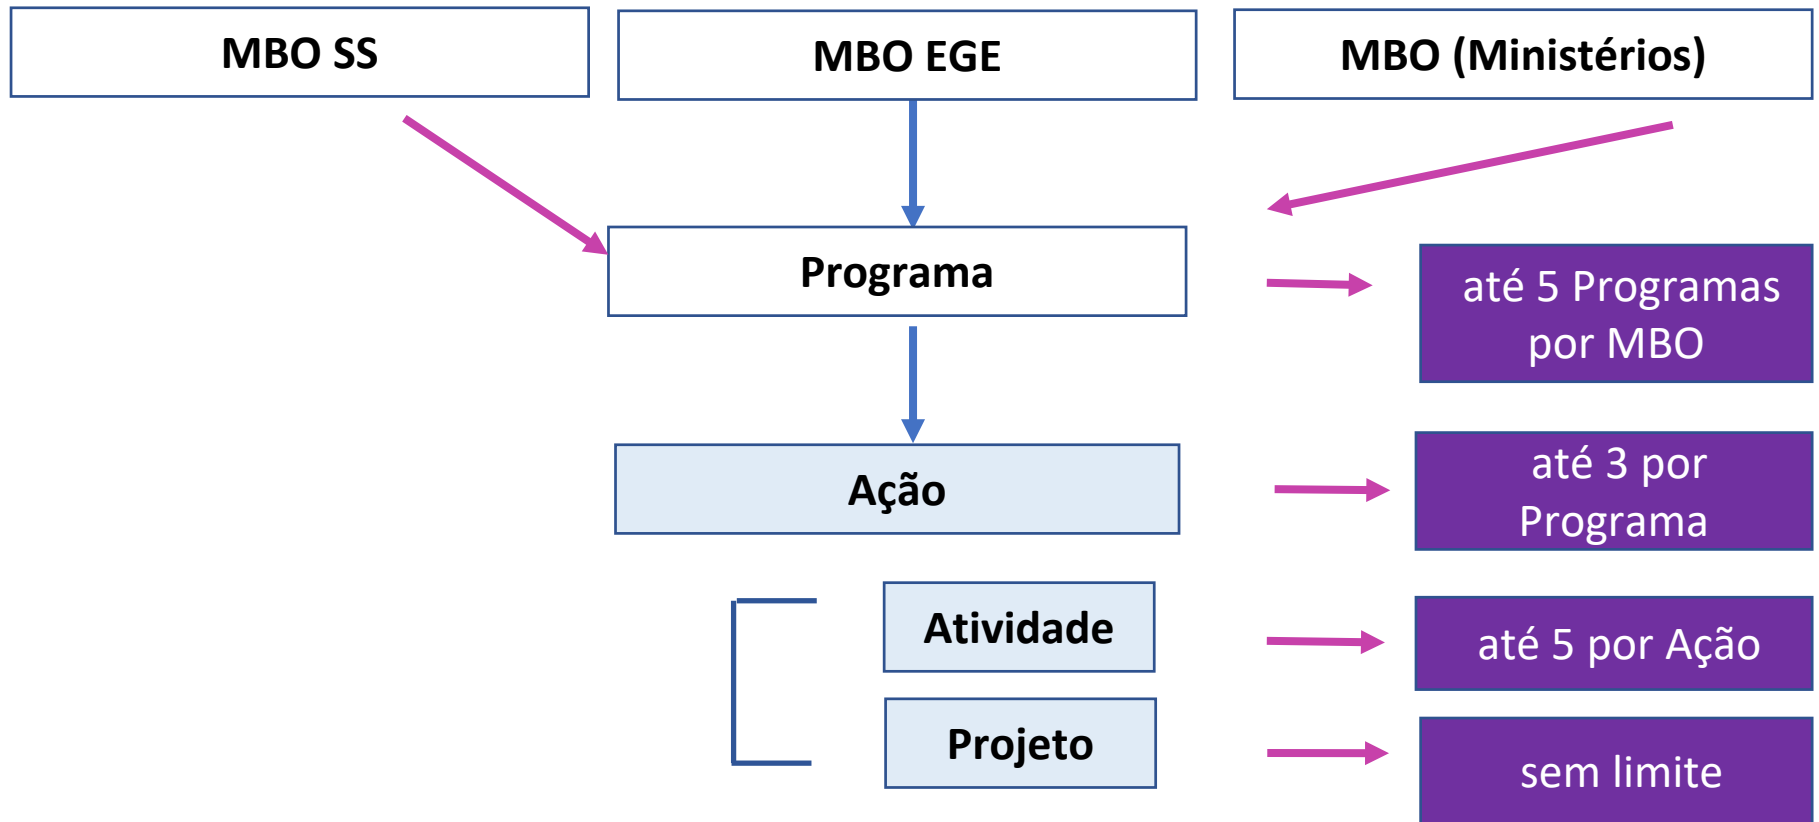 MBO SS
MBO EGE
MBO (Ministérios)
Programa
até 5 Programas
por MBO
Ação
até 3 por
Programa
Atividade
até 5 por Ação
Projeto
sem limite